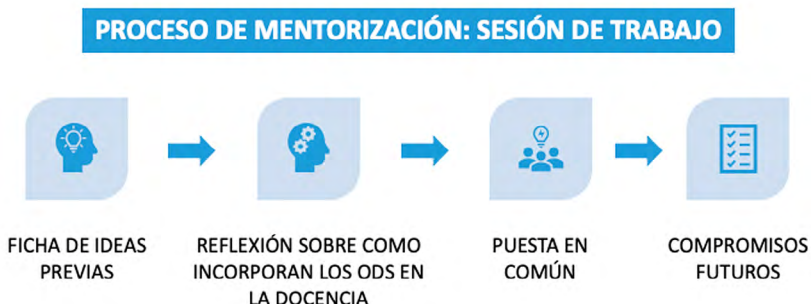 PROCESO DE MENTORIZACIÓN: SESIÓN DE TRABAJO
FICHA DE IDEAS
PREVIAS
REFLEXIÓN SOBRE COMO
INCORPORAN LOS ODS EN
LA DOCENCIA
PUESTA EN
COMÚN
COMPROMISOS
FUTUROS